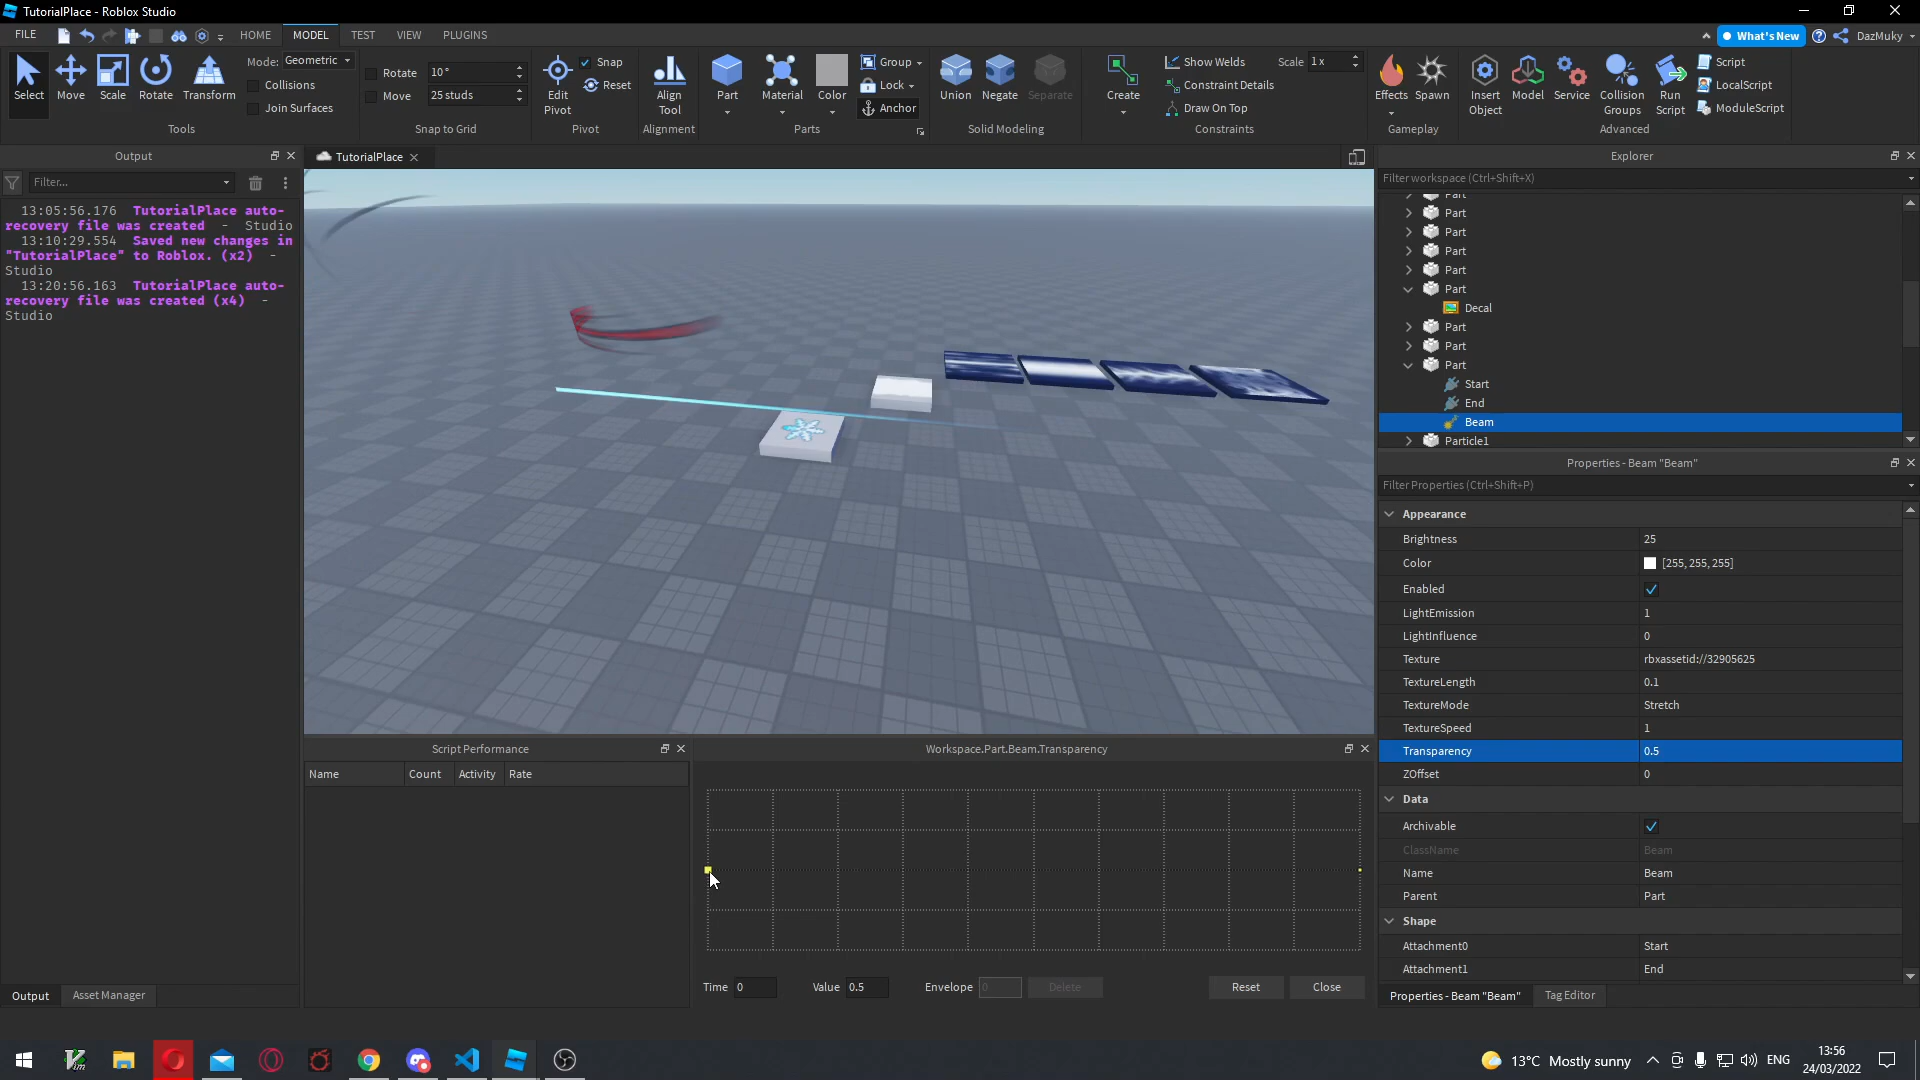 TutorialPlace - Roblox Studio
FILE
HOME
MODEL
TEST
VIEW
PLUGINS
What's New
DazMuky
Select
Move
Scale
Rotate
Transform
Mode: Geometric
Collisions
Join Surfaces
Tools
Rotate 10°
Move 25 studs
Snap to Grid
Edit Pivot
Snap
Reset
Pivot
Align Tool
Alignment
Part
Material
Color
Group
Lock
Anchor
Parts
Union
Negate
Separate
Solid Modeling
Create
Show Welds
Constraint Details
Draw On Top
Scale 1x
Constraints
Effects
Spawn
Gameplay
Insert Object
Model
Service
Collision Groups
Run Script
Script
LocalScript
ModuleScript
Advanced
Output
Filter...
13:05:56.176 TutorialPlace auto-
recovery file was created - Studio
13:10:29.554 Saved new changes in
"TutorialPlace" to Roblox. (x2) -
Studio
13:20:56.163 TutorialPlace auto-
recovery file was created (x4) -
Studio
Output
Asset Manager
TutorialPlace
Script Performance
Name Count Activity Rate
Workspace.Part.Beam.Transparency
Time 0 Value 0.5 Envelope 0 Delete Reset Close
Explorer
Filter workspace (Ctrl+Shift+X)
Part
Part
Part
Part
Part
Part
Decal
Part
Part
Part
Start
End
Beam
Particle1
Properties - Beam "Beam"
Filter Properties (Ctrl+Shift+P)
Appearance
Brightness 25
Color [255, 255, 255]
Enabled
LightEmission 1
LightInfluence 0
Texture rbxassetid://32905625
TextureLength 0.1
TextureMode Stretch
TextureSpeed 1
Transparency 0.5
ZOffset 0
Data
Archivable
ClassName Beam
Name Beam
Parent Part
Shape
Attachment0 Start
Attachment1 End
Properties - Beam "Beam"
Tag Editor
13°C Mostly sunny
ENG
13:56
24/03/2022